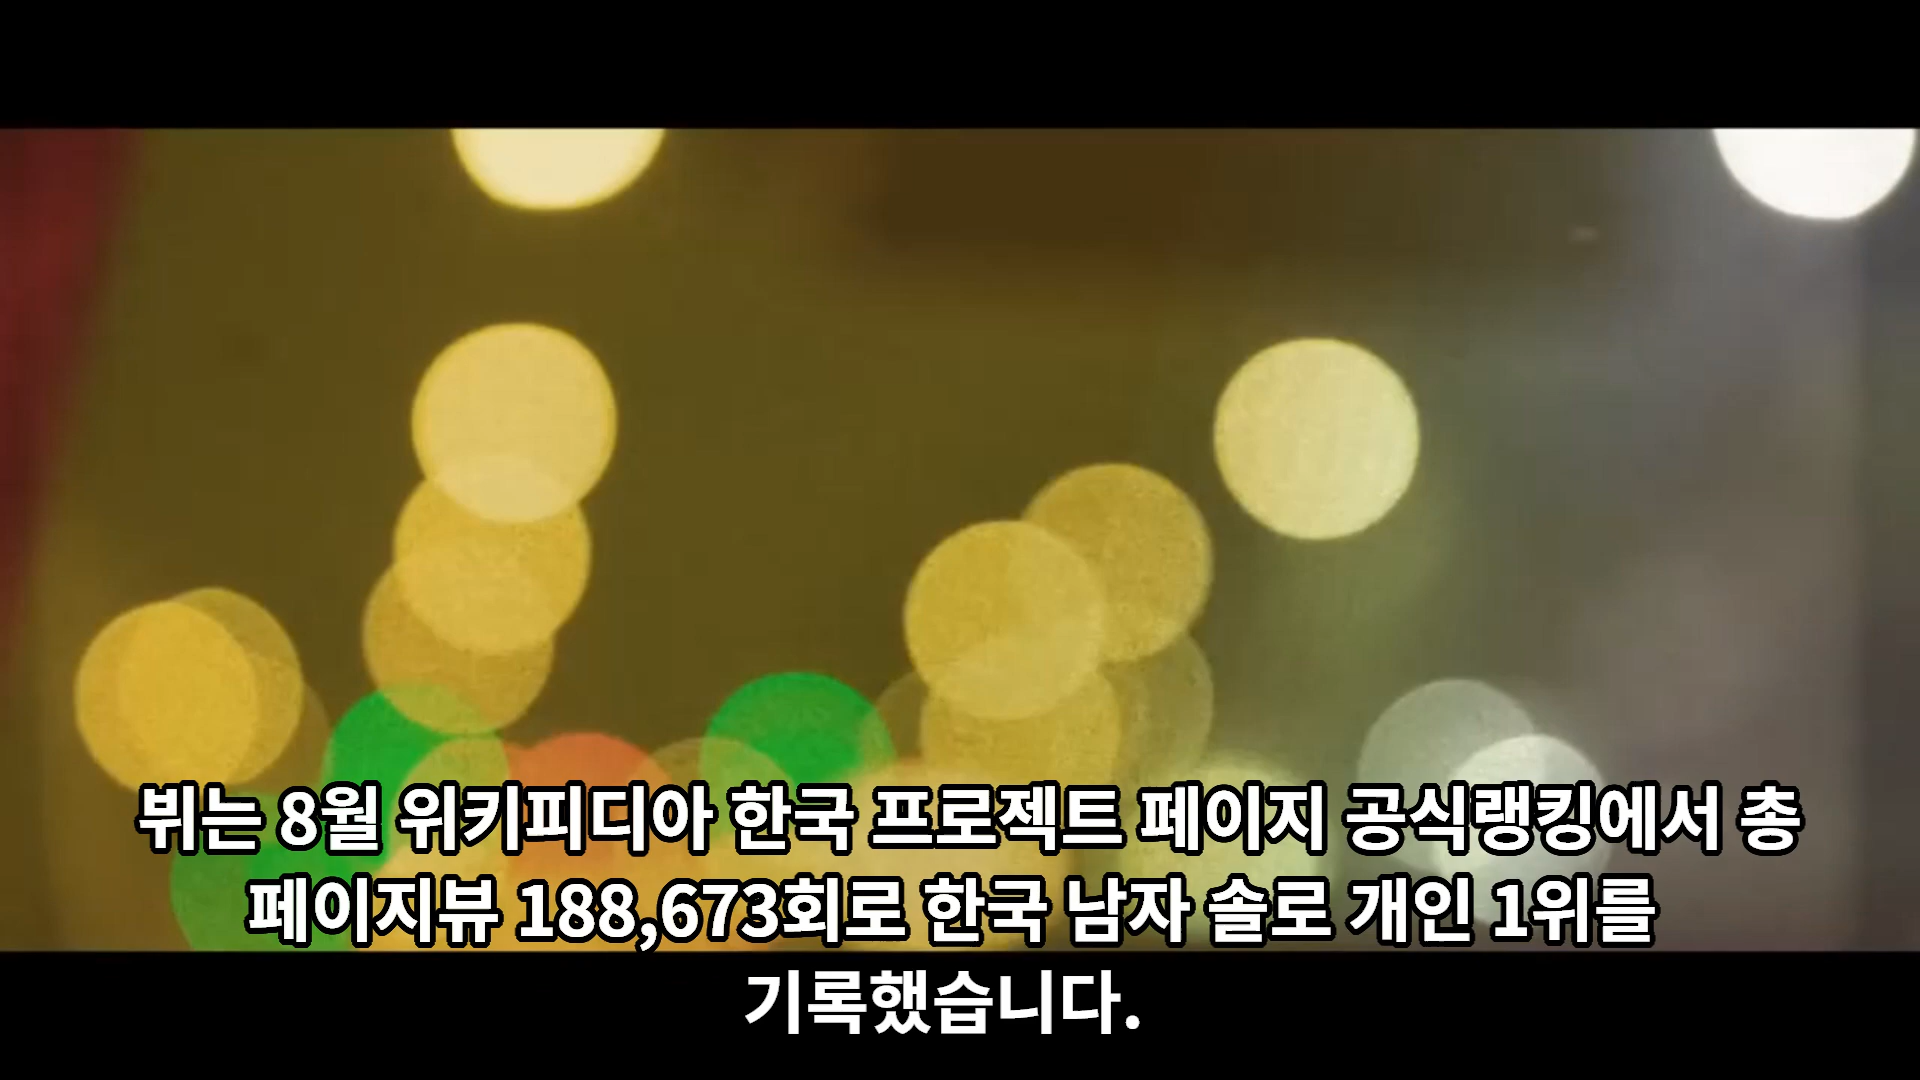 뷔는 8월 위키피디아 한국 프로젝트 페이지 공식랭킹에서 총
페이지뷰 188,673회로 한국 남자 솔로 개인 1위를
기록했습니다.